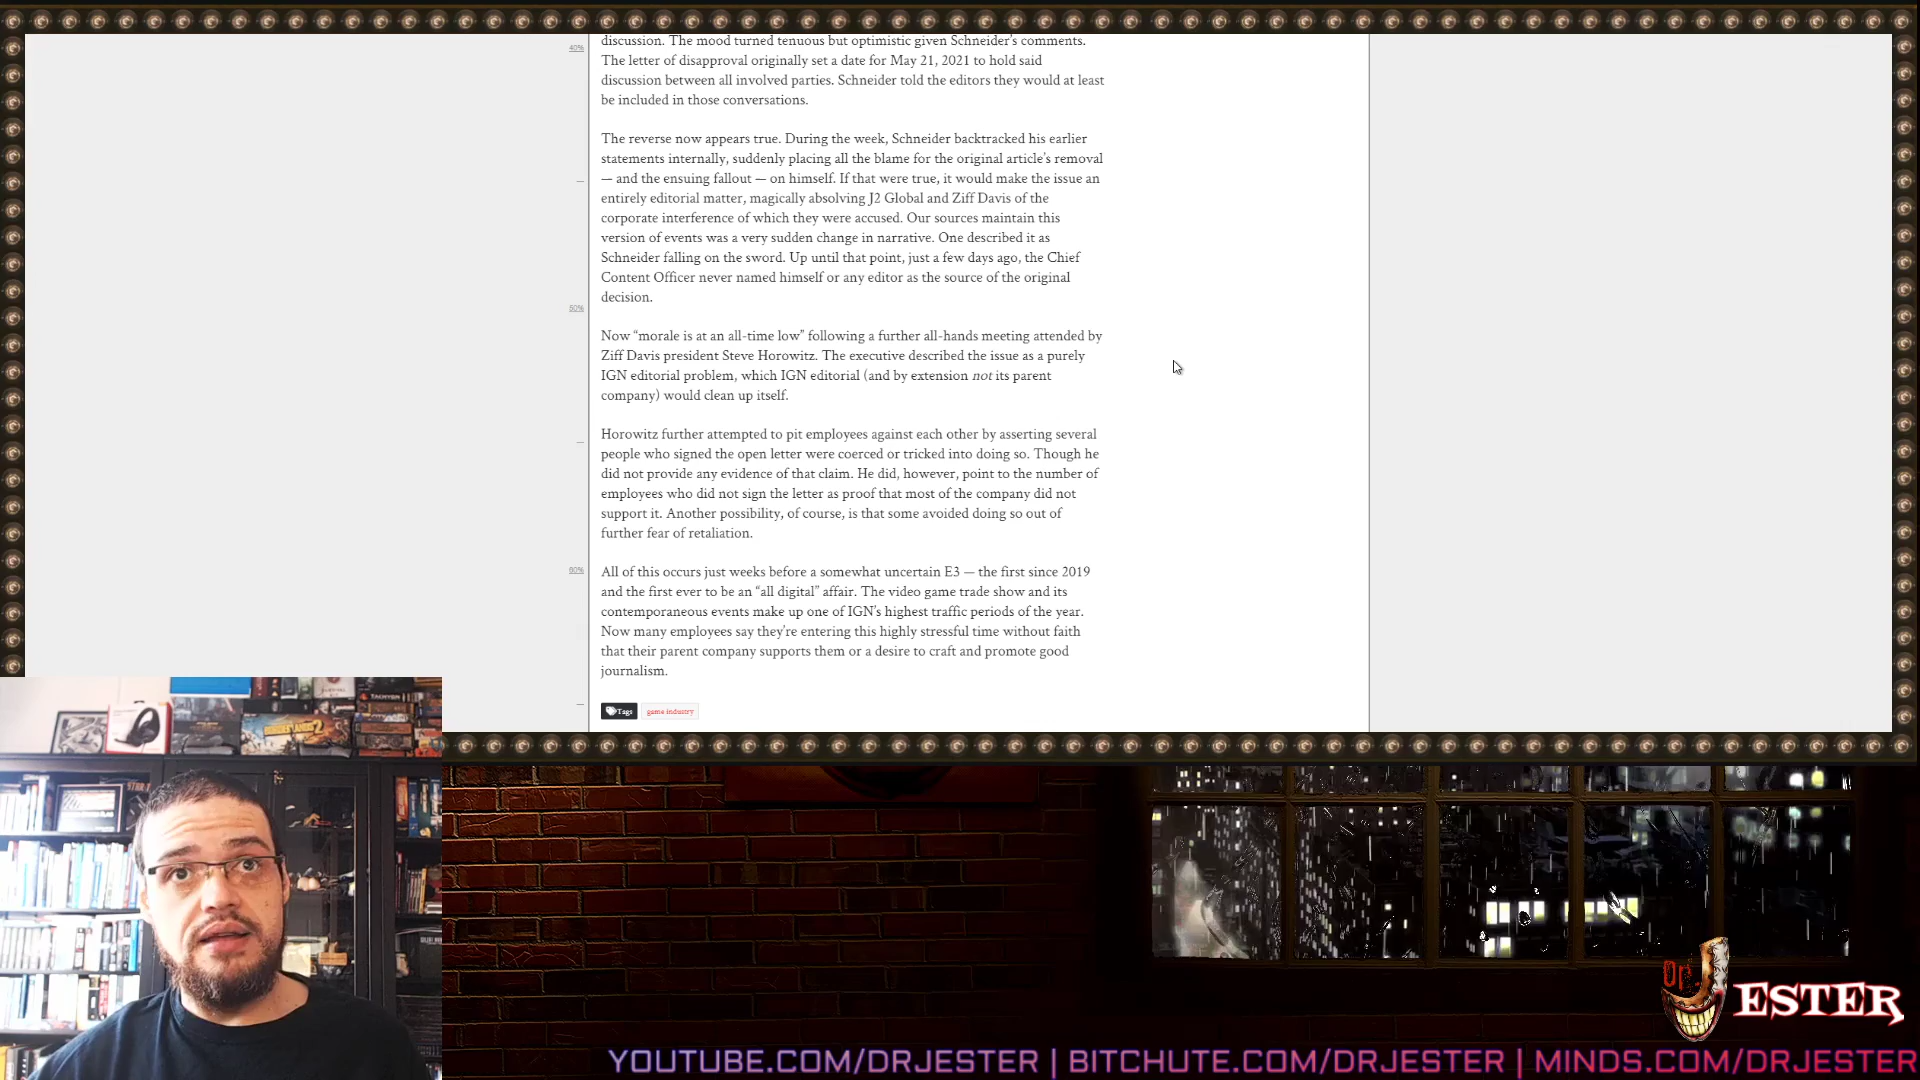 40%
discussion. The mood turned tenuous but optimistic given Schneider's comments.
The letter of disapproval originally set a date for May 21, 2021 to hold said
discussion between all involved parties. Schneider told the editors they would at least
be included in those conversations.
The reverse now appears true. During the week, Schneider backtracked his earlier
statements internally, suddenly placing all the blame for the original article's removal
— and the ensuing fallout — on himself. If that were true, it would make the issue an
entirely editorial matter, magically absolving J2 Global and Ziff Davis of the
corporate interference of which they were accused. Our sources maintain this
version of events was a very sudden change in narrative. One described it as
Schneider falling on the sword. Up until that point, just a few days ago, the Chief
Content Officer never named himself or any editor as the source of the original
decision.
50%
Now “morale is at an all-time low” following a further all-hands meeting attended by
Ziff Davis president Steve Horowitz. The executive described the issue as a purely
IGN editorial problem, which IGN editorial (and by extension not its parent
company) would clean up itself.
Horowitz further attempted to pit employees against each other by asserting several
people who signed the open letter were coerced or tricked into doing so. Though he
did not provide any evidence of that claim. He did, however, point to the number of
employees who did not sign the letter as proof that most of the company did not
support it. Another possibility, of course, is that some avoided doing so out of
further fear of retaliation.
60%
All of this occurs just weeks before a somewhat uncertain E3 — the first since 2019
and the first ever to be an “all digital” affair. The video game trade show and its
contemporaneous events make up one of IGN's highest traffic periods of the year.
Now many employees say they're entering this highly stressful time without faith
that their parent company supports them or a desire to craft and promote good
journalism.
Tags game industry
TACHYON
BORDERLANDS 2
Dr. JESTER
YOUTUBE.COM/DRJESTER | BITCHUTE.COM/DRJESTER | MINDS.COM/DRJESTER